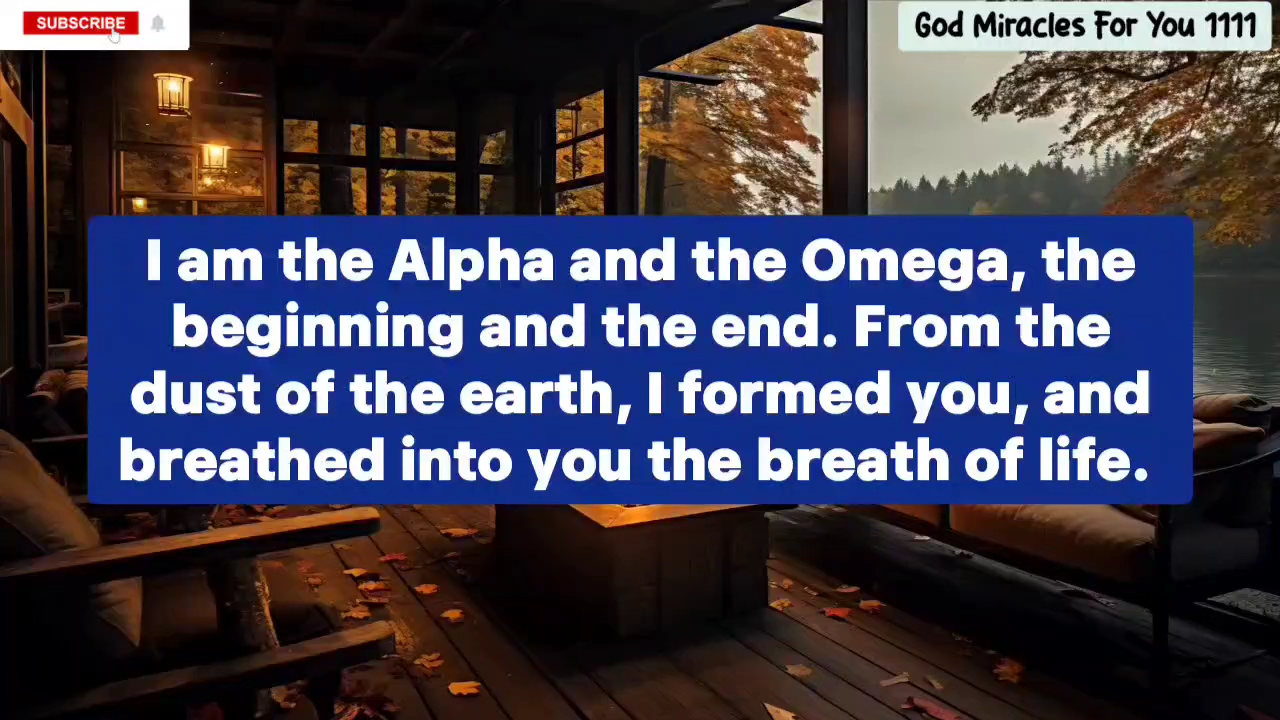 SUBSCRIBE
God Miracles For You 1111
I am the Alpha and the Omega, the
beginning and the end. From the
dust of the earth, I formed you, and
breathed into you the breath of life.